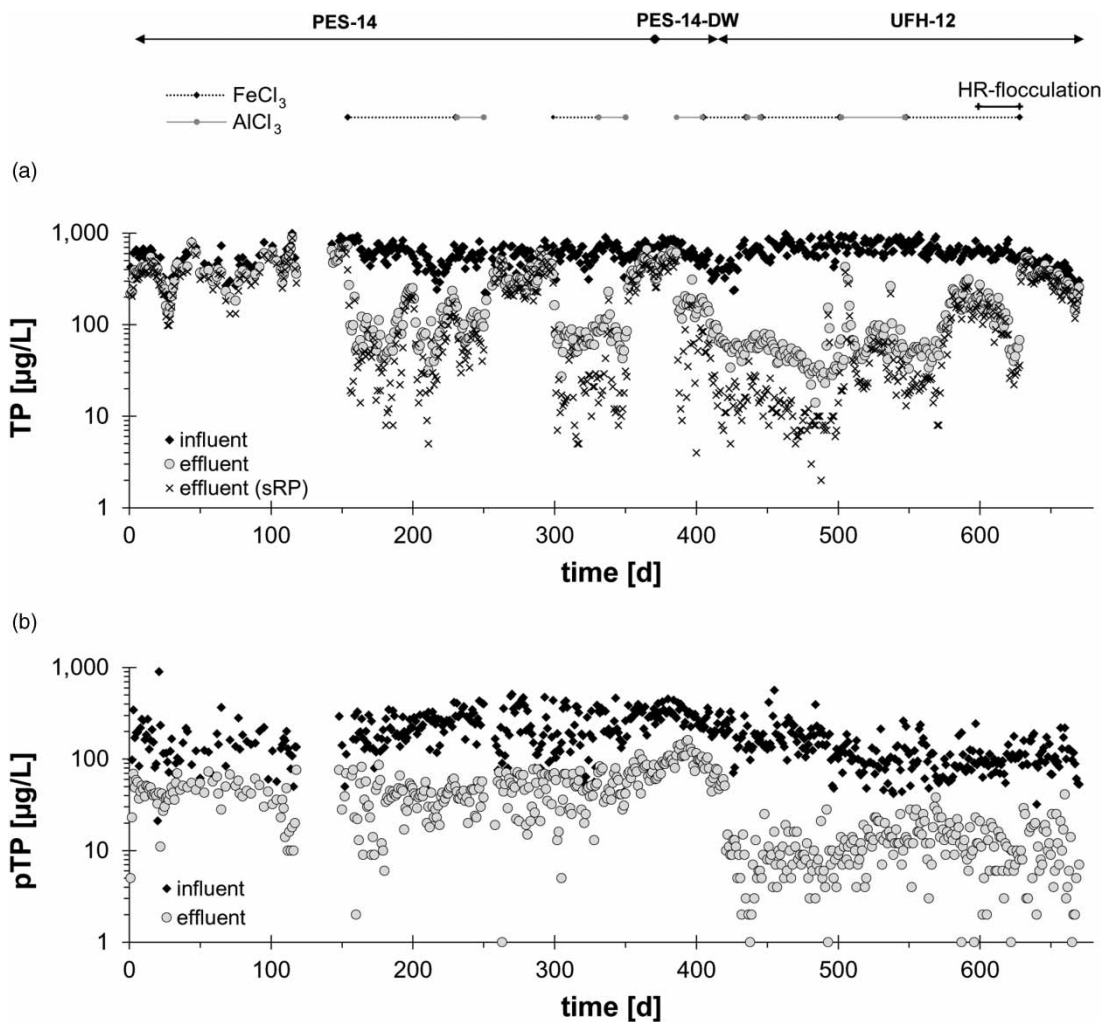 PES-14 PES-14-DW UFH-12
FeCl3
AlCl3
HR-flocculation
(a)
1,000
100
10
1
TP [µg/L]
influent
effluent
effluent (sRP)
0 100 200 300 400 500 600
time [d]
(b)
1,000
100
10
1
pTP [µg/L]
influent
effluent
0 100 200 300 400 500 600
time [d]